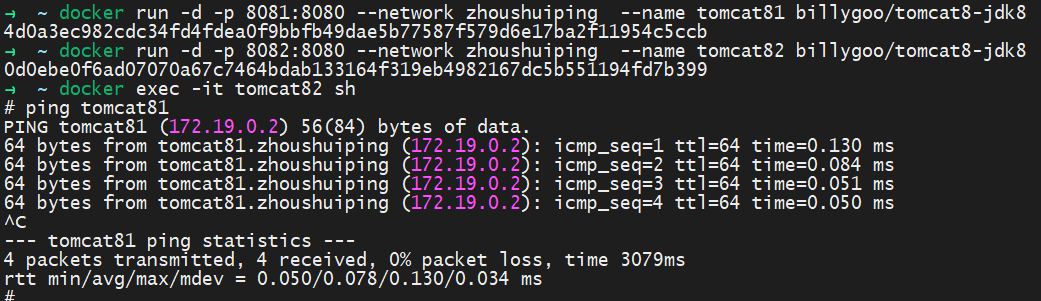 →  ~ docker run -d -p 8081:8080 --network zhoushuiping  --name tomcat81 billygoo/tomcat8-jdk8
4d0a3ec982cdc34fd4fdea0f9bbfb49dae5b77587f579d6e17ba2f11954c5ccb
→  ~ docker run -d -p 8082:8080 --network zhoushuiping  --name tomcat82 billygoo/tomcat8-jdk8
0d0ebe0f6ad07070a67c7464bdab133164f319eb4982167dc5b551194fd7b399
→  ~ docker exec -it tomcat82 sh
# ping tomcat81
PING tomcat81 (172.19.0.2) 56(84) bytes of data.
64 bytes from tomcat81.zhoushuiping (172.19.0.2): icmp_seq=1 ttl=64 time=0.130 ms
64 bytes from tomcat81.zhoushuiping (172.19.0.2): icmp_seq=2 ttl=64 time=0.084 ms
64 bytes from tomcat81.zhoushuiping (172.19.0.2): icmp_seq=3 ttl=64 time=0.051 ms
64 bytes from tomcat81.zhoushuiping (172.19.0.2): icmp_seq=4 ttl=64 time=0.050 ms
^C
--- tomcat81 ping statistics ---
4 packets transmitted, 4 received, 0% packet loss, time 3079ms
rtt min/avg/max/mdev = 0.050/0.078/0.130/0.034 ms
#